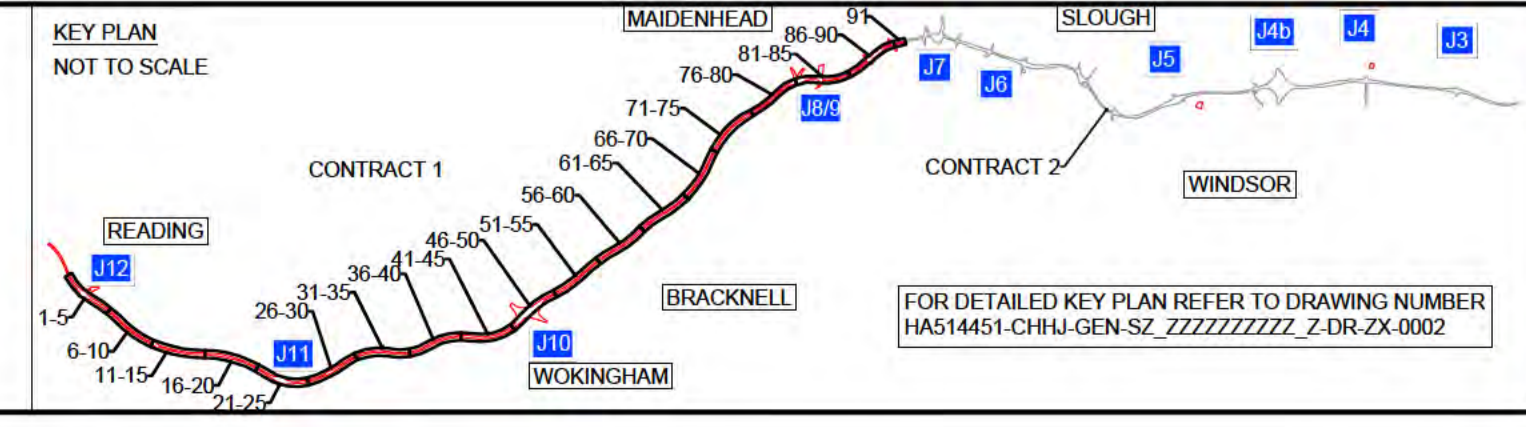 KEY PLAN
NOT TO SCALE
MAIDENHEAD
91
SLOUGH
86-90
81-85
76-80
J8/9
J7
J6
J5
J4b
J4
J3
71-75
66-70
61-65
56-60
51-55
46-50
41-45
36-40
31-35
26-30
CONTRACT 1
CONTRACT 2
WINDSOR
READING
J12
1-5
6-10
11-15
16-20
21-25
J11
J10
WOKINGHAM
BRACKNELL
FOR DETAILED KEY PLAN REFER TO DRAWING NUMBER
HA514451-CHHJ-GEN-SZ_ZZZZZZZZZZ_Z-DR-ZX-0002